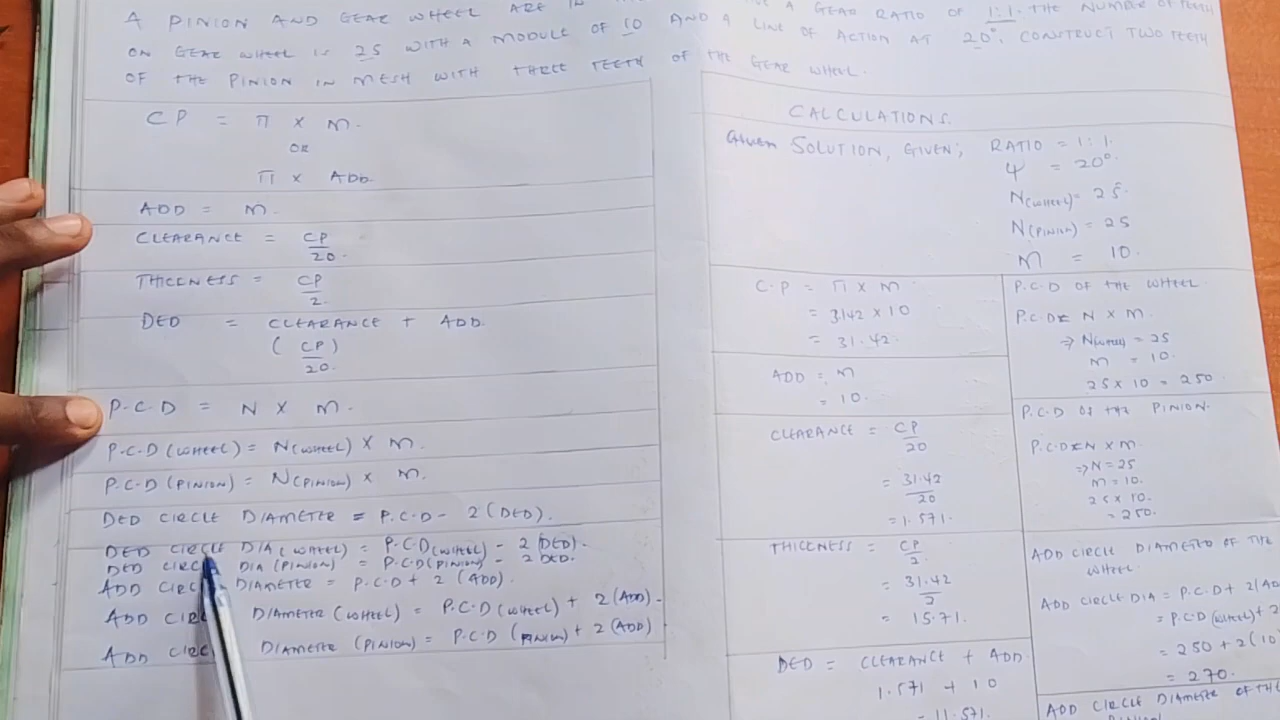 A PINION AND GEAR WHEEL ARE IN A GEAR RATIO OF 1:1. THE NUMBER OF TEETH
ON GEAR WHEEL IS 25 WITH A MODULE OF 10 AND A LINE OF ACTION AT 20°. CONSTRUCT TWO TEETH
OF THE PINION IN MESH WITH THREE TEETH OF THE GEAR WHEEL.
CP = π × m.
OR
π × ADD.
ADD = m.
CLEARANCE = CP/20.
THICCNESS = CP/2.
DED = CLEARANCE + ADD.
(CP/20.)
P.C.D = N × m.
P.C.D (WHEEL) = N(WHEEL) × m.
P.C.D (PINION) = N(PINION) × m.
DED CIRCLE DIAMETER = P.C.D - 2 (DED).
DED CIRCLE DIA (WHEEL) = P.C.D (WHEEL) - 2 (DED).
DED CIRC DIA (PINION) = P.C.D (PINION) - 2 DED.
ADD CIRC DIAMETER = P.C.D + 2 (ADD).
ADD CIRC DIAMETER (WHEEL) = P.C.D (WHEEL) + 2 (ADD).
ADD CIRC DIAMETER (PINION) = P.C.D (PINION) + 2 (ADD)
CALCULATIONS.
SOLUTION, GIVEN; RATIO = 1:1.
ψ = 20°.
N(WHEEL) = 25.
N(PINION) = 25
m = 10.
C.P = π × m
= 3142 × 10
= 31.42.
ADD = m
= 10.
CLEARANCE = CP/20
= 31.42/20
= 1.571.
THICKNESS = CP/2
= 31.42/2
= 15.71.
DED = CLEARANCE + ADD
1.571 + 10
= 11.571.
P.C.D OF THE WHEEL
P.C.D = N × m.
⇒ N(WHEEL) = 25
m = 10.
25 × 10 = 250
P.C.D OF THE PINION.
P.C.D = N × m.
⇒ N = 25
m = 10.
25 × 10.
= 250.
ADD CIRCLE DIAMETER OF THE
WHEEL.
ADD CIRCLE DIA = P.C.D + 2(AD
= P.C.D (WHEEL) + 2
= 250 + 2(10
= 270.
ADD CIRCLE DIAMETER OF THE